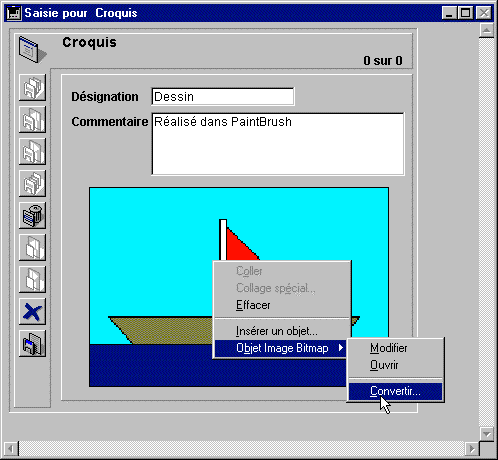 Saisie pour Croquis
Croquis
0 sur 0
Désignation Dessin
Commentaire Réalisé dans PaintBrush
Coller
Collage spécial...
Effacer
Insérer un objet...
Objet Image Bitmap
Modifier
Ouvrir
Convertir...